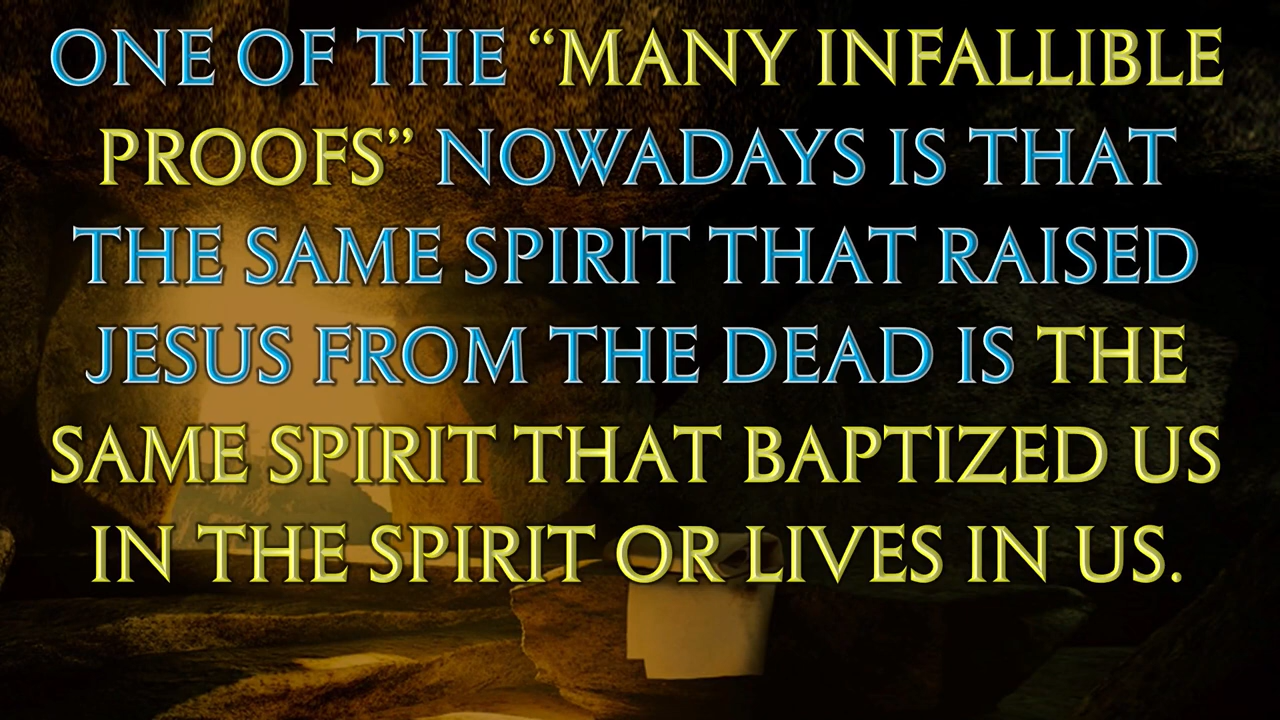 ONE OF THE “MANY INFALLIBLE
PROOFS” NOWADAYS IS THAT
THE SAME SPIRIT THAT RAISED
JESUS FROM THE DEAD IS THE
SAME SPIRIT THAT BAPTIZED US
IN THE SPIRIT OR LIVES IN US.